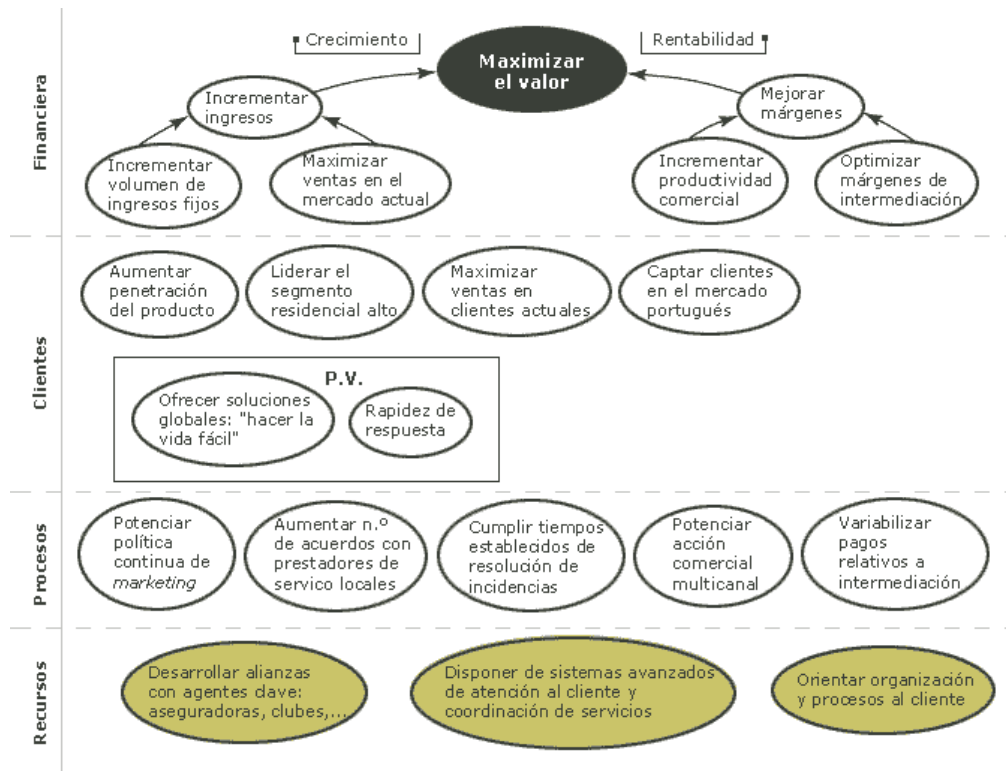 Financiera
Crecimiento
Maximizar
el valor
Rentabilidad
Incrementar
ingresos
Mejorar
márgenes
Incrementar
volumen de
ingresos fijos
Maximizar
ventas en el
mercado actual
Incrementar
productividad
comercial
Optimizar
márgenes de
intermediación
Clientes
Aumentar
penetración
del producto
Liderar el
segmento
residencial alto
Maximizar
ventas en
clientes actuales
Captar clientes
en el mercado
portugués
P.V.
Ofrecer soluciones
globales: "hacer la
vida fácil"
Rapidez de
respuesta
Procesos
Potenciar
política
continua de
marketing
Aumentar n.º
de acuerdos con
prestadores de
servico locales
Cumplir tiempos
establecidos de
resolución de
incidencias
Potenciar
acción
comercial
multicanal
Variabilizar
pagos
relativos a
intermediación
Recursos
Desarrollar alianzas
con agentes clave:
aseguradoras, clubes,...
Disponer de sistemas avanzados
de atención al cliente y
coordinación de servicios
Orientar organización
y procesos al cliente